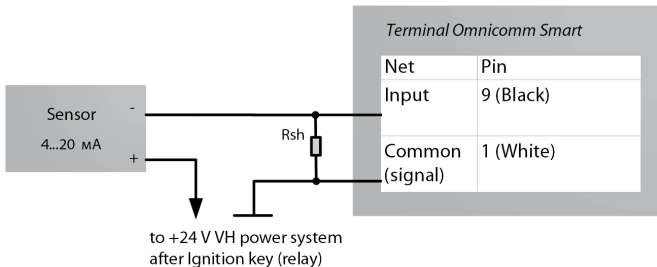 Terminal Omnicomm Smart
Net Pin
Input 9 (Black)
Sensor -
4...20 мА
+
Rsh
Common 1 (White)
(signal)
to +24 V VH power system
after Ignition key (relay)